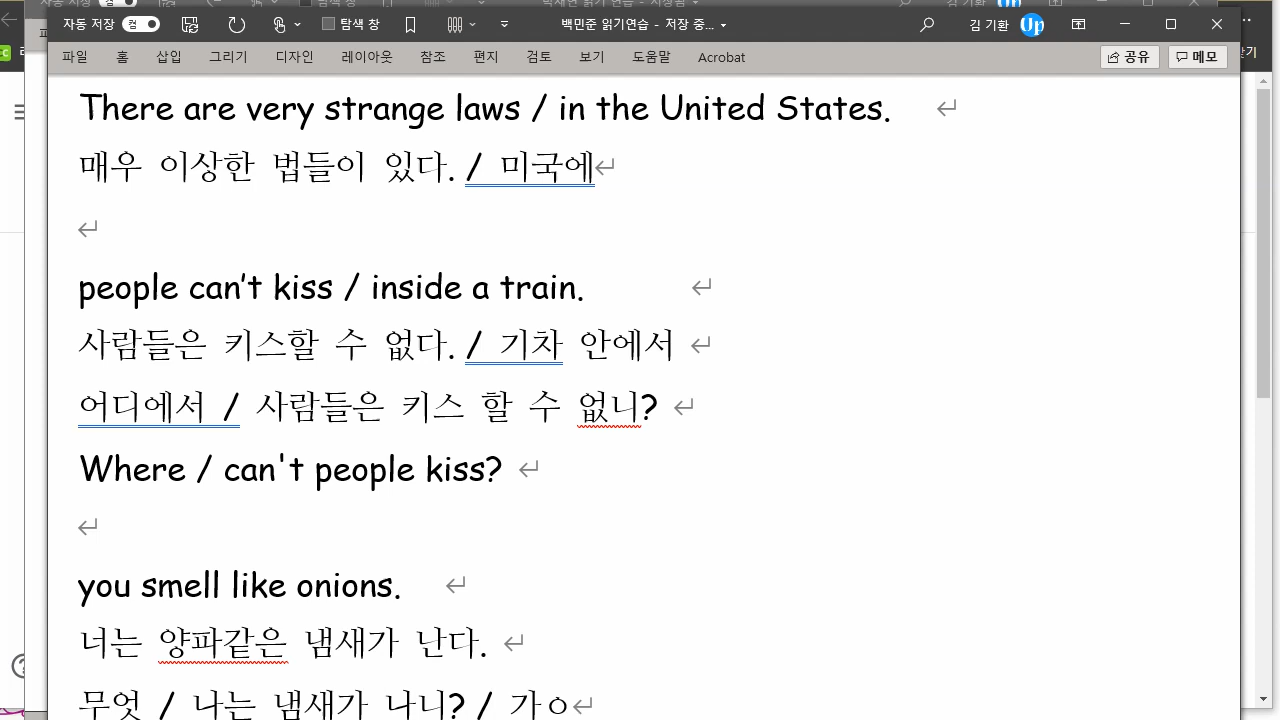 자동 저장 컴 탐색 창 백민준 읽기연습 - 저장 중... 김 기환 Up
파일 홈 삽입 그리기 디자인 레이아웃 참조 편지 검토 보기 도움말 Acrobat 공유 메모
There are very strange laws / in the United States.
매우 이상한 법들이 있다. / 미국에
people can’t kiss / inside a train.
사람들은 키스할 수 없다. / 기차 안에서
어디에서 / 사람들은 키스 할 수 없니?
Where / can't people kiss?
you smell like onions.
너는 양파같은 냄새가 난다.
무엇 / 나는 냄새가 나니? / 가ㅇ